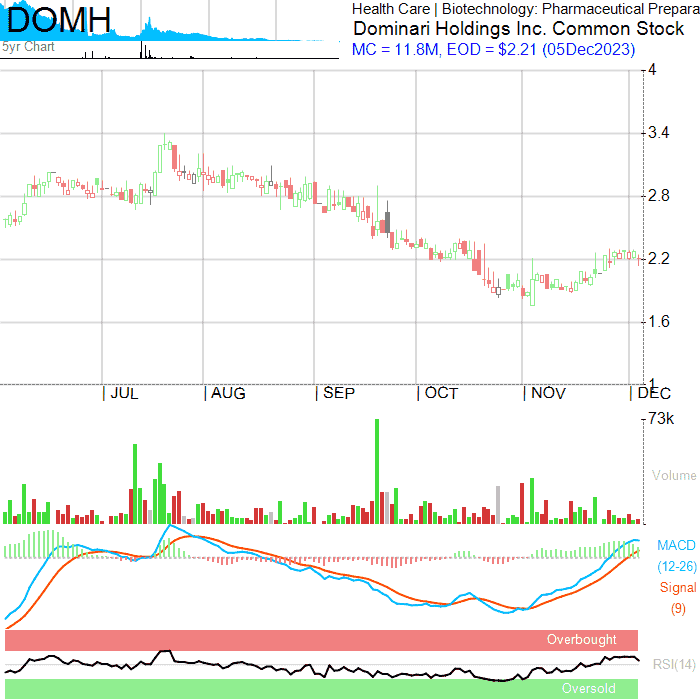 DOMH
5yr Chart
Health Care | Biotechnology: Pharmaceutical Prepara
Dominari Holdings Inc. Common Stock
MC = 11.8M, EOD = $2.21 (05Dec2023)
4
3.4
2.8
2.2
1.6
1
| JUL | AUG | SEP | OCT | NOV | DEC
73k
Volume
MACD
(12-26)
Signal
(9)
Overbought
RSI(14)
Oversold